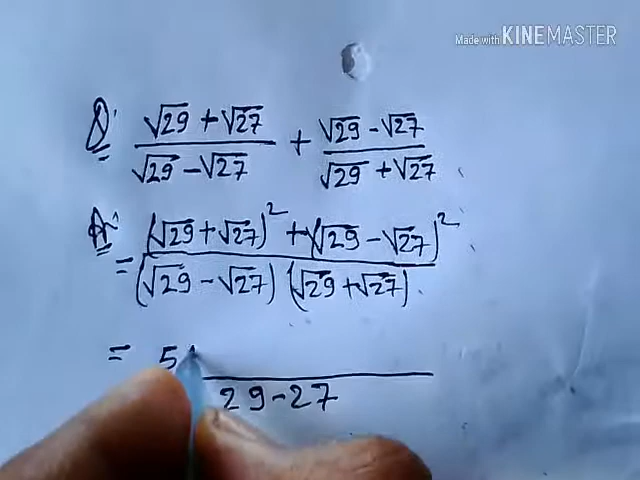 Made with KINEMASTER
Q: (√29 + √27)/(√29 − √27) + (√29 − √27)/(√29 + √27)
A: = ((√29 + √27)² + (√29 − √27)²)/((√29 − √27) (√29 + √27))
= 5
29 − 27